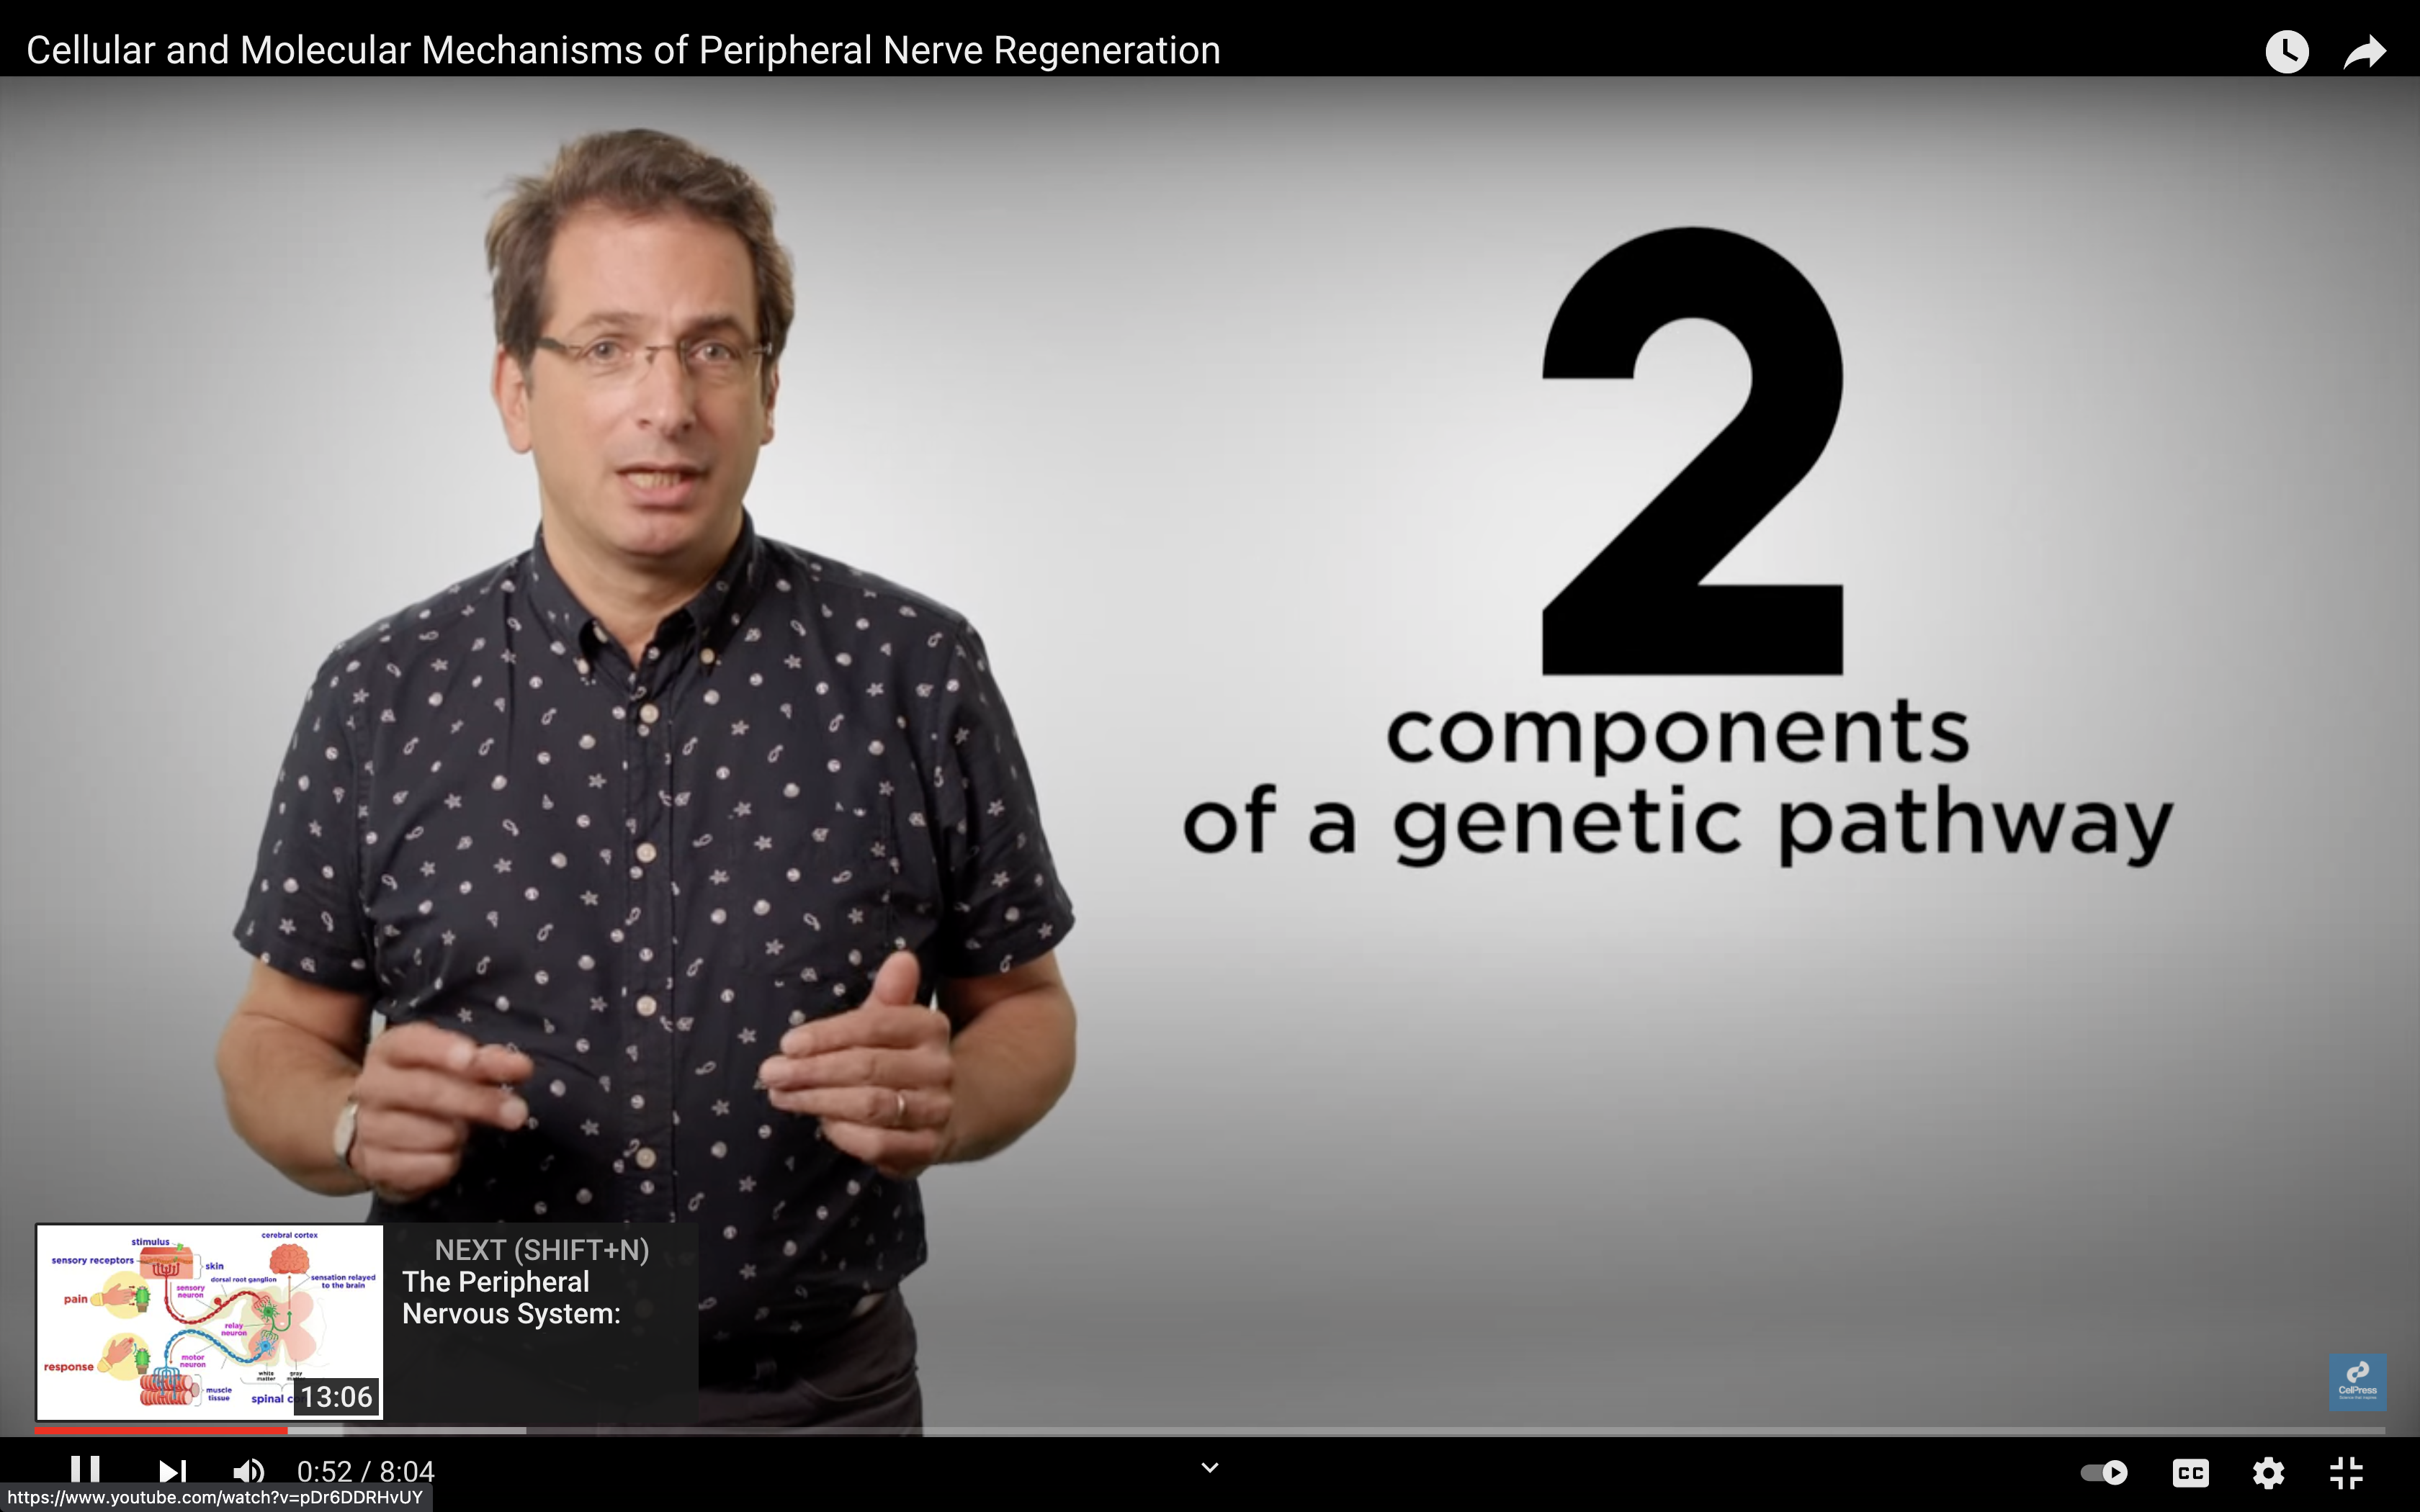 Cellular and Molecular Mechanisms of Peripheral Nerve Regeneration
2
components
of a genetic pathway
NEXT (SHIFT+N)
The Peripheral
Nervous System:
stimulus
cerebral cortex
sensory receptors
skin
dorsal root ganglion
sensation relayed
to the brain
pain
sensory
neuron
relay
neuron
response
motor
neuron
white
matter
gray
muscle
tissue
spinal
13:06
CellPress
0:52 / 8:04
CC
https://www.youtube.com/watch?v=pDr6DDRHvUY